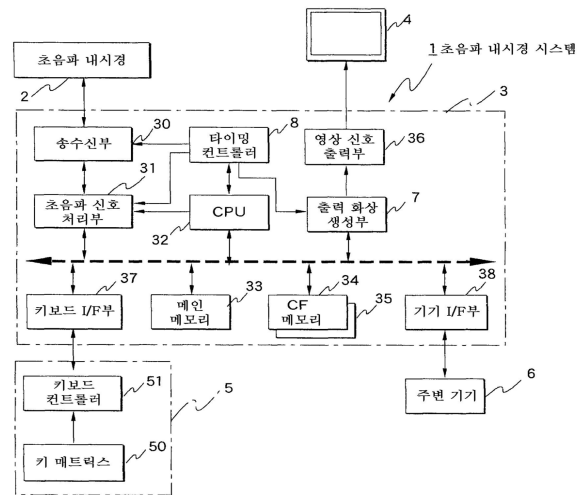 4
초음파 내시경
1 초음파 내시경 시스템
2
3
30
8
송수신부
타이밍
컨트롤러
영상 신호
출력부
36
31
초음파 신호
처리부
CPU
32
출력 화상
생성부
7
37
33
34
38
키보드 I/F부
메인
메모리
CF
메모리
35
기기 I/F부
51
5
6
키보드
컨트롤러
주변 기기
50
키 매트릭스